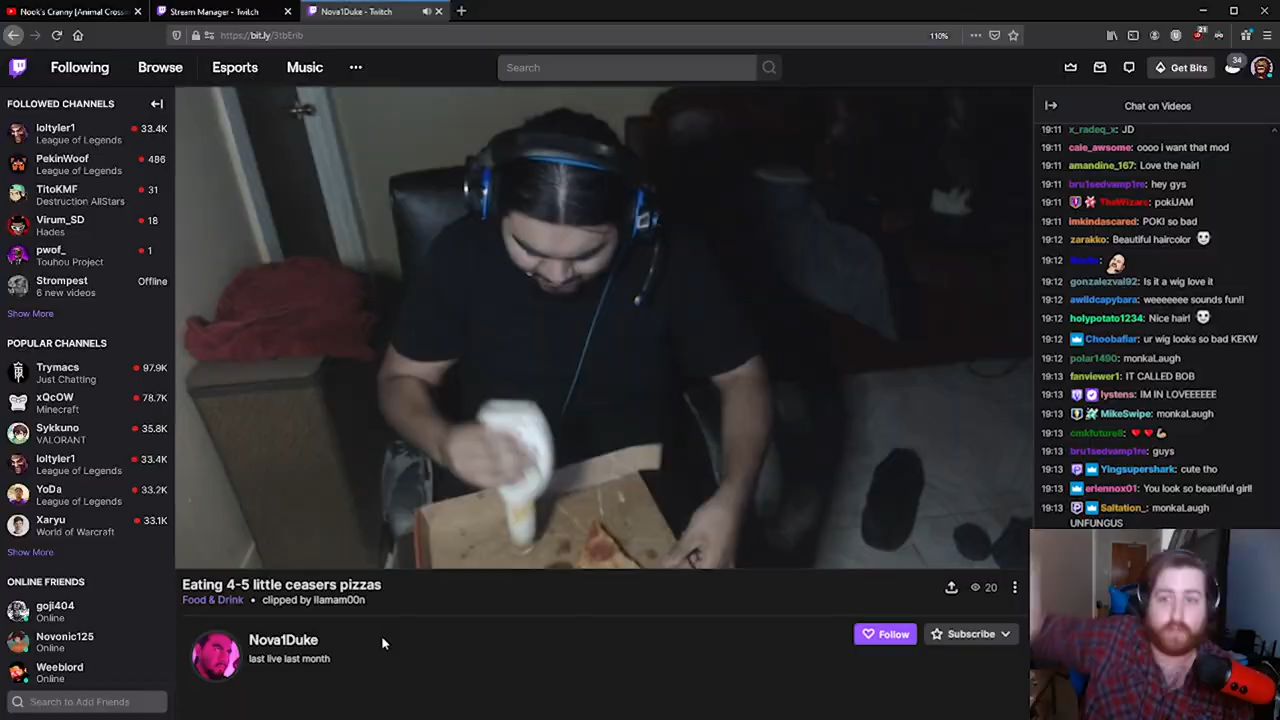 Nook's Cranny [Animal Cross
Stream Manager - Twitch
Nova1Duke - Twitch
https://bit.ly/3tbErib
110%
21
Following
Browse
Esports
Music
Search
Get Bits
34
FOLLOWED CHANNELS
loltyler1
33.4K
League of Legends
PekinWoof
486
League of Legends
TitoKMF
31
Destruction AllStars
Virum_SD
18
Hades
pwof_
1
Touhou Project
Strompest
Offline
6 new videos
Show More
POPULAR CHANNELS
Trymacs
97.9K
Just Chatting
xQcOW
78.7K
Minecraft
Sykkuno
35.8K
VALORANT
loltyler1
33.4K
League of Legends
YoDa
33.2K
League of Legends
Xaryu
33.1K
World of Warcraft
Show More
ONLINE FRIENDS
goji404
Online
Novonic125
Online
Weeblord
Online
Search to Add Friends
Eating 4-5 little ceasers pizzas
Food & Drink • clipped by llamam00n
20
Nova1Duke
last live last month
Follow
Subscribe
Chat on Videos
19:11 x_radeq_x: JD
19:11 caie_awsome: oooo i want that mod
19:11 amandine_167: Love the hair!
19:11 bru1sedvamp1re: hey gys
19:11 TheWizarc: pokiJAM
19:11 imkindascared: POKI so bad
19:12 zarakko: Beautiful haircolor
19:12
19:12 gonzalezval92: Is it a wig love it
19:12 awildcapybara: weeeeeee sounds fun!!
19:12 holypotato1234: Nice hair!
19:12 Choobaflar: ur wig looks so bad KEKW
19:12 polar1490: monkaLaugh
19:13 fanviewer1: IT CALLED BOB
19:13 lystens: IM IN LOVEEEEE
19:13 MikeSwipe: monkaLaugh
19:13 cmkfuture8:
19:13 bru1sedvamp1re: guys
19:13 Yingsupershark: cute tho
19:13 erlennox01: You look so beautiful girl!
19:13 Saltation_: monkaLaugh
UNFUNGUS